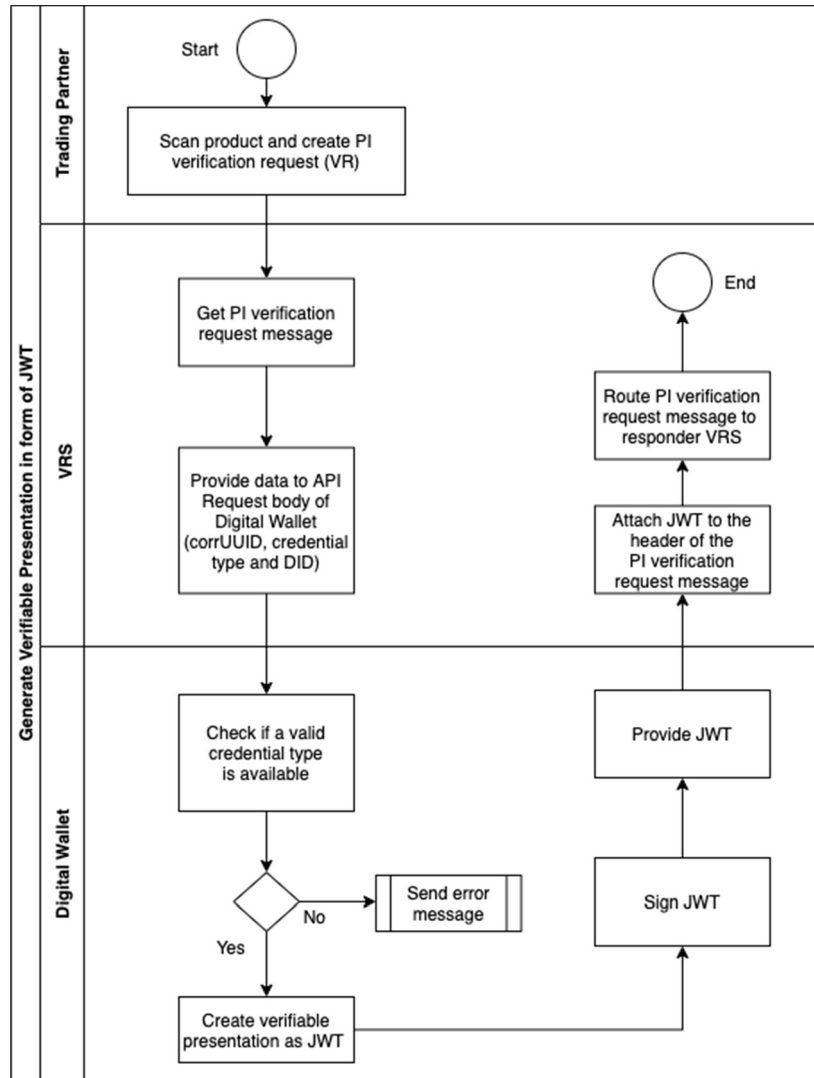 Generate Verifiable Presentation in form of JWT
Trading Partner
Start
Scan product and create PI
verification request (VR)
VRS
Get PI verification
request message
Provide data to API
Request body of
Digital Wallet
(corrUUID, credential
type and DID)
End
Route PI verification
request message to
responder VRS
Attach JWT to the
header of the
PI verification
request message
Digital Wallet
Check if a valid
credential type
is available
No
Yes
Send error
message
Create verifiable
presentation as JWT
Provide JWT
Sign JWT